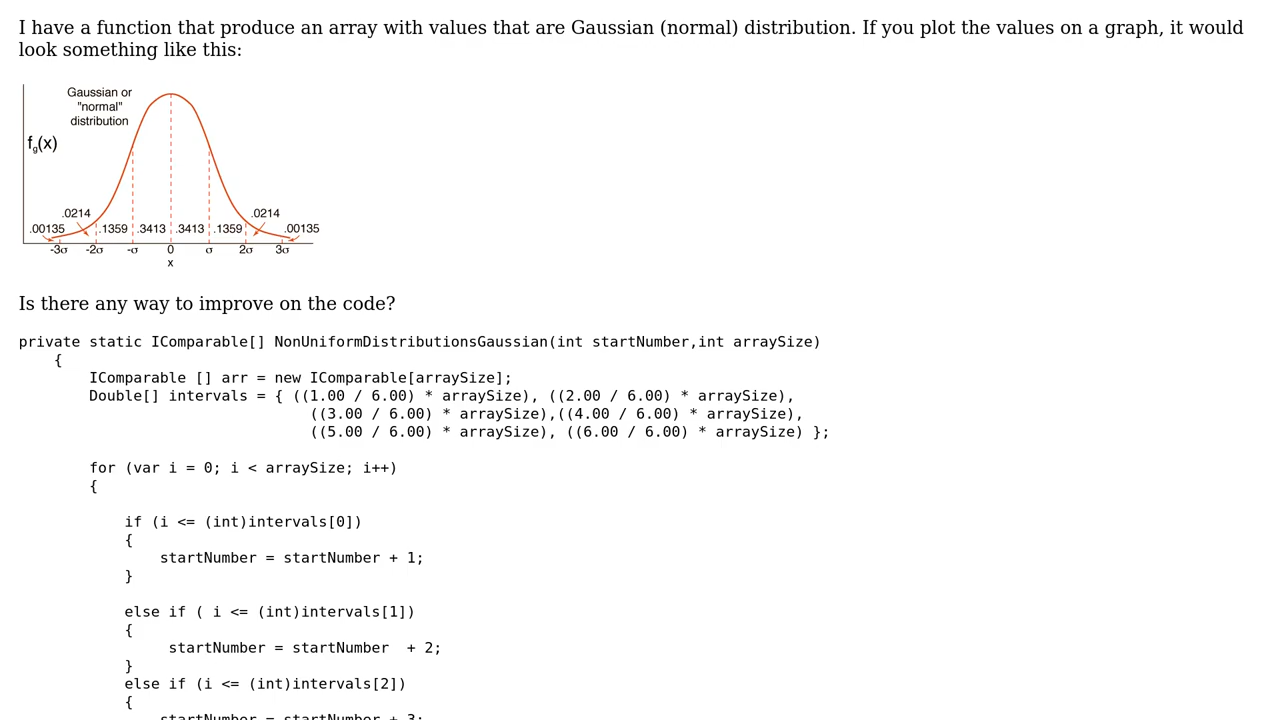 I have a function that produce an array with values that are Gaussian (normal) distribution. If you plot the values on a graph, it would
look something like this:
Gaussian or
"normal"
distribution
fg(x)
.0214 .0214
.00135 .1359 .3413 .3413 .1359 .00135
-3σ -2σ -σ 0 σ 2σ 3σ
x
Is there any way to improve on the code?
private static IComparable[] NonUniformDistributionsGaussian(int startNumber,int arraySize)
{
IComparable [] arr = new IComparable[arraySize];
Double[] intervals = { ((1.00 / 6.00) * arraySize), ((2.00 / 6.00) * arraySize),
((3.00 / 6.00) * arraySize),((4.00 / 6.00) * arraySize),
((5.00 / 6.00) * arraySize), ((6.00 / 6.00) * arraySize) };
for (var i = 0; i < arraySize; i++)
{
if (i <= (int)intervals[0])
{
startNumber = startNumber + 1;
}
else if ( i <= (int)intervals[1])
{
startNumber = startNumber  + 2;
}
else if (i <= (int)intervals[2])
{
startNumber = startNumber + 3;